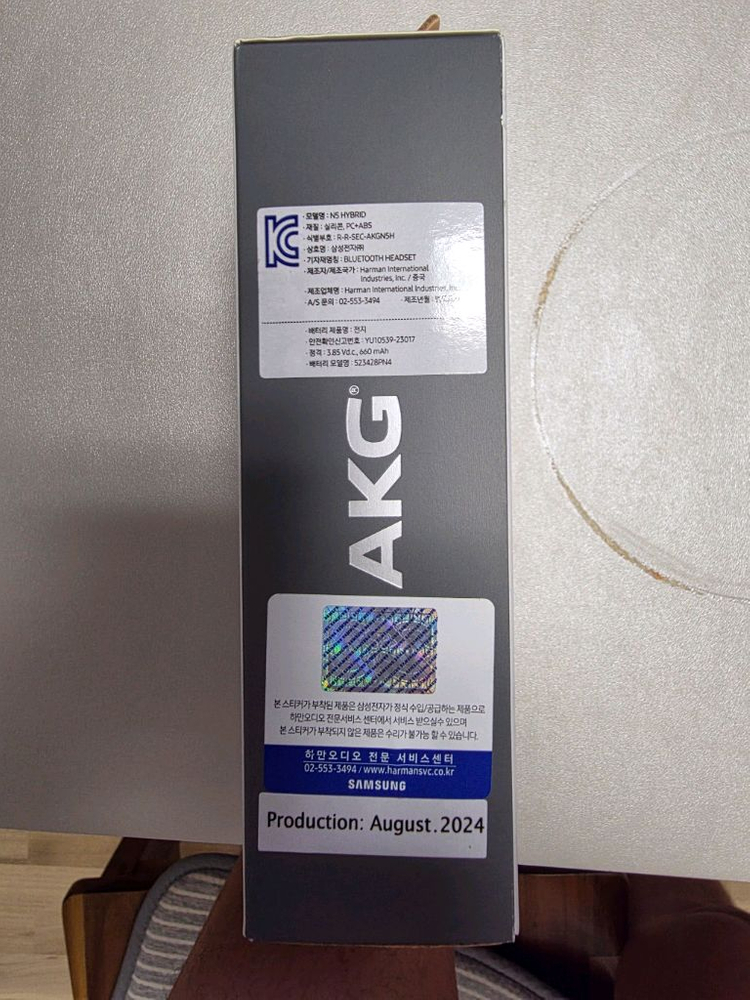 · 모델명 : N5 HYBRID
· 재질 : 실리콘, PC+ABS
· 식별부호 : R-R-SEC-AKGN5H
· 상호명 : 삼성전자㈜
· 기자재명칭 : BLUETOOTH HEADSET
· 제조자/제조국가 : Harman International
Industries, Inc. / 중국
· 제조업체명 : Harman International Industries, Inc.
· A/S 문의 : 02-553-3494 · 제조년월 :
· 배터리 제품명 : 전지
· 안전확인신고번호 : YU10539-23017
· 정격 : 3.85 Vd.c., 660 mAh
· 배터리 모델명 : 523428PN4
AKG®
본 스티커가 부착된 제품은 삼성전자가 정식 수입/공급하는 제품으로
하만오디오 전문서비스 센터에서 서비스 받으실수 있으며
본 스티커가 부착되지 않은 제품은 수리가 불가능 할 수 있습니다.
하만오디오 전문 서비스센터
02-553-3494 / www.harmansvc.co.kr
SAMSUNG
Production: August.2024